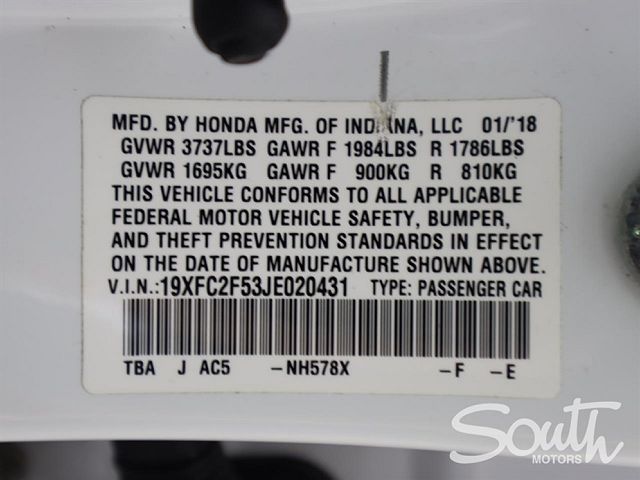 MFD. BY HONDA MFG. OF INDIANA, LLC 01/'18
GVWR 3737LBS GAWR F 1984LBS R 1786LBS
GVWR 1695KG GAWR F 900KG R 810KG
THIS VEHICLE CONFORMS TO ALL APPLICABLE
FEDERAL MOTOR VEHICLE SAFETY, BUMPER,
AND THEFT PREVENTION STANDARDS IN EFFECT
ON THE DATE OF MANUFACTURE SHOWN ABOVE.
V.I.N.:19XFC2F53JE020431 TYPE: PASSENGER CAR
TBA J AC5 -NH578X -F -E
South
MOTORS